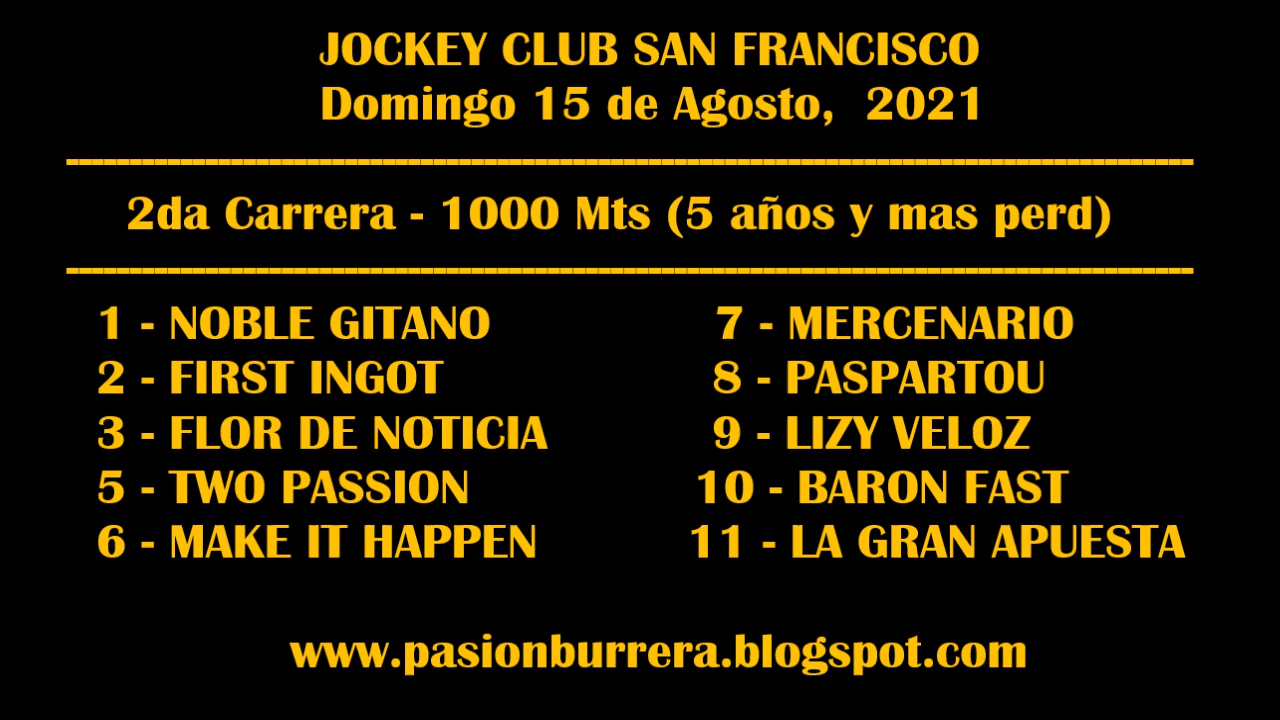 JOCKEY CLUB SAN FRANCISCO
Domingo 15 de Agosto, 2021
2da Carrera - 1000 Mts (5 años y mas perd)
1 - NOBLE GITANO
2 - FIRST INGOT
3 - FLOR DE NOTICIA
5 - TWO PASSION
6 - MAKE IT HAPPEN
7 - MERCENARIO
8 - PASPARTOU
9 - LIZY VELOZ
10 - BARON FAST
11 - LA GRAN APUESTA
www.pasionburrera.blogspot.com